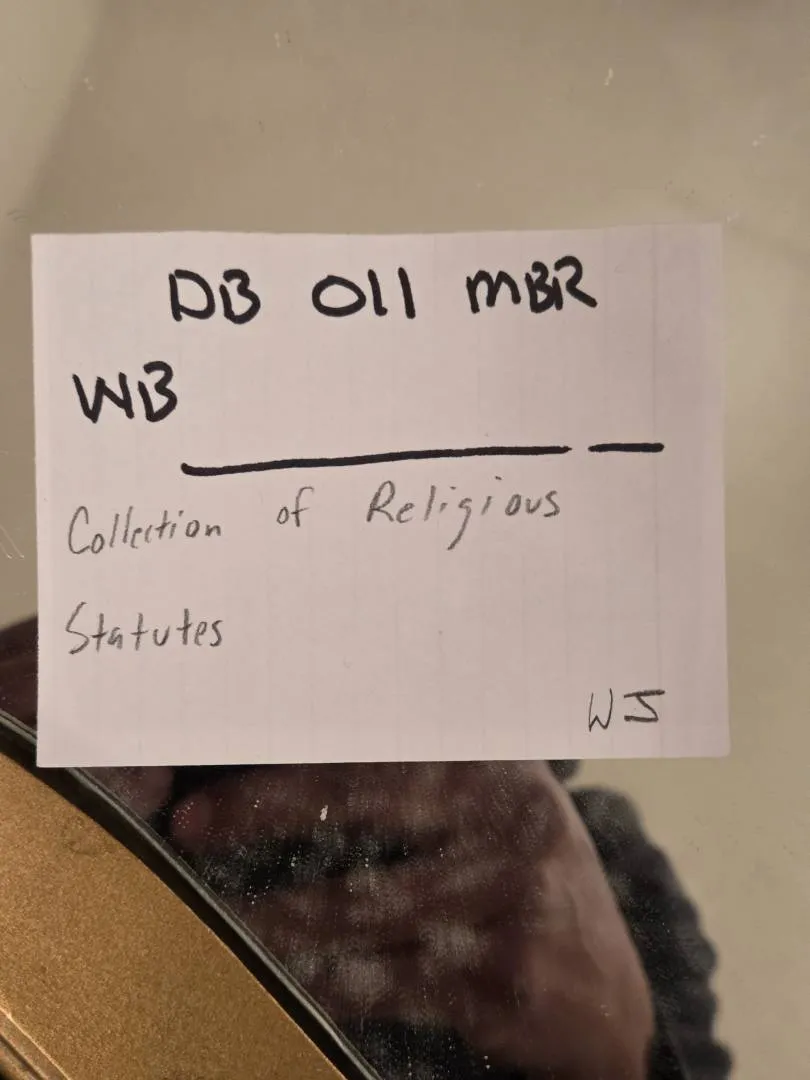 DB 011 MBR
WB
Collection of Religious
Statutes
WJ